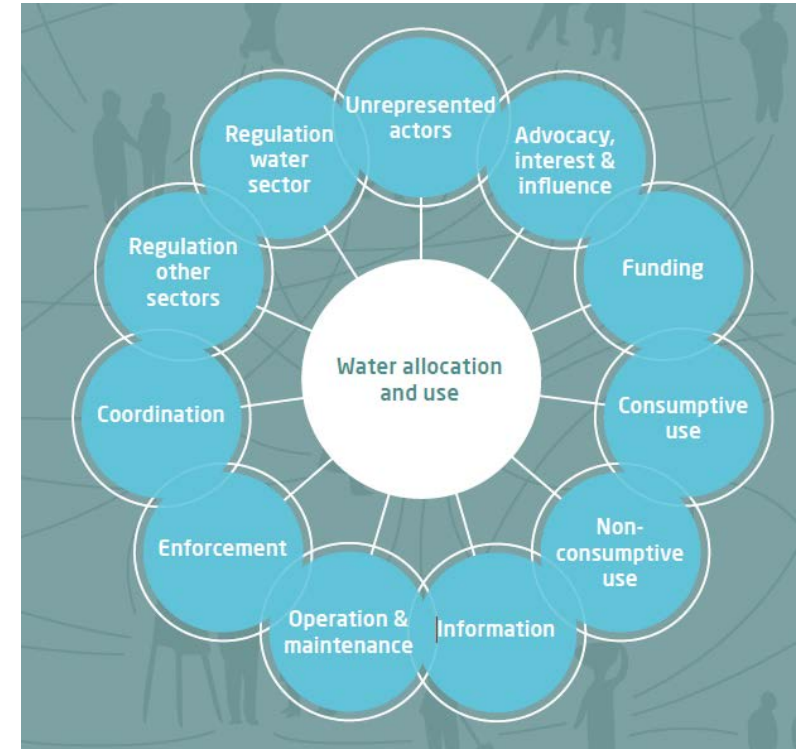 Unrepresented
actors
Advocacy,
interest &
influence
Funding
Consumptive
use
Non-
consumptive
use
Information
Operation &
maintenance
Enforcement
Coordination
Regulation
other
sectors
Regulation
water
sector
Water allocation
and use